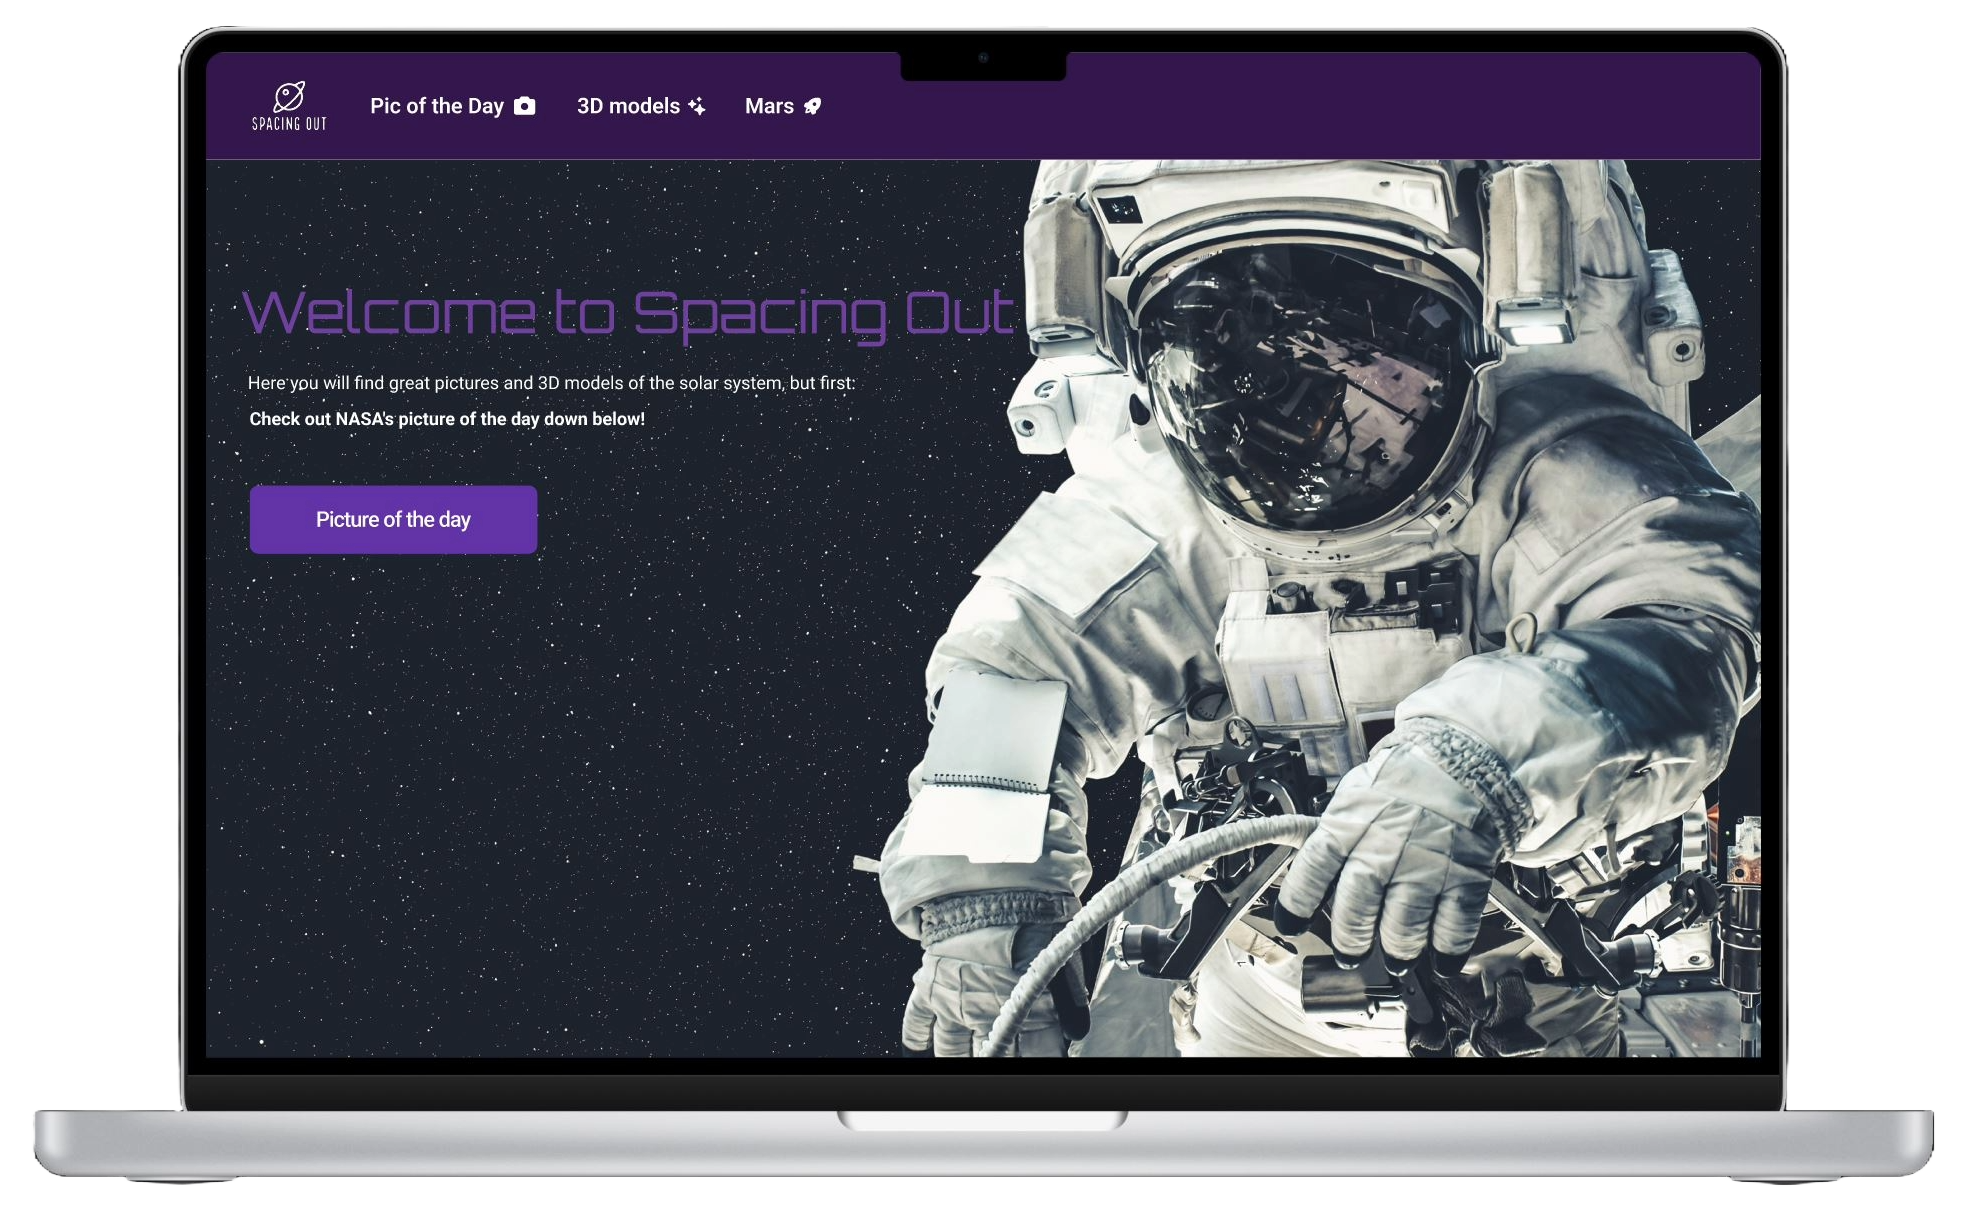 SPACING OUT
Pic of the Day
3D models
Mars
Welcome to Spacing Out
Here you will find great pictures and 3D models of the solar system, but first:
Check out NASA's picture of the day down below!
Picture of the day